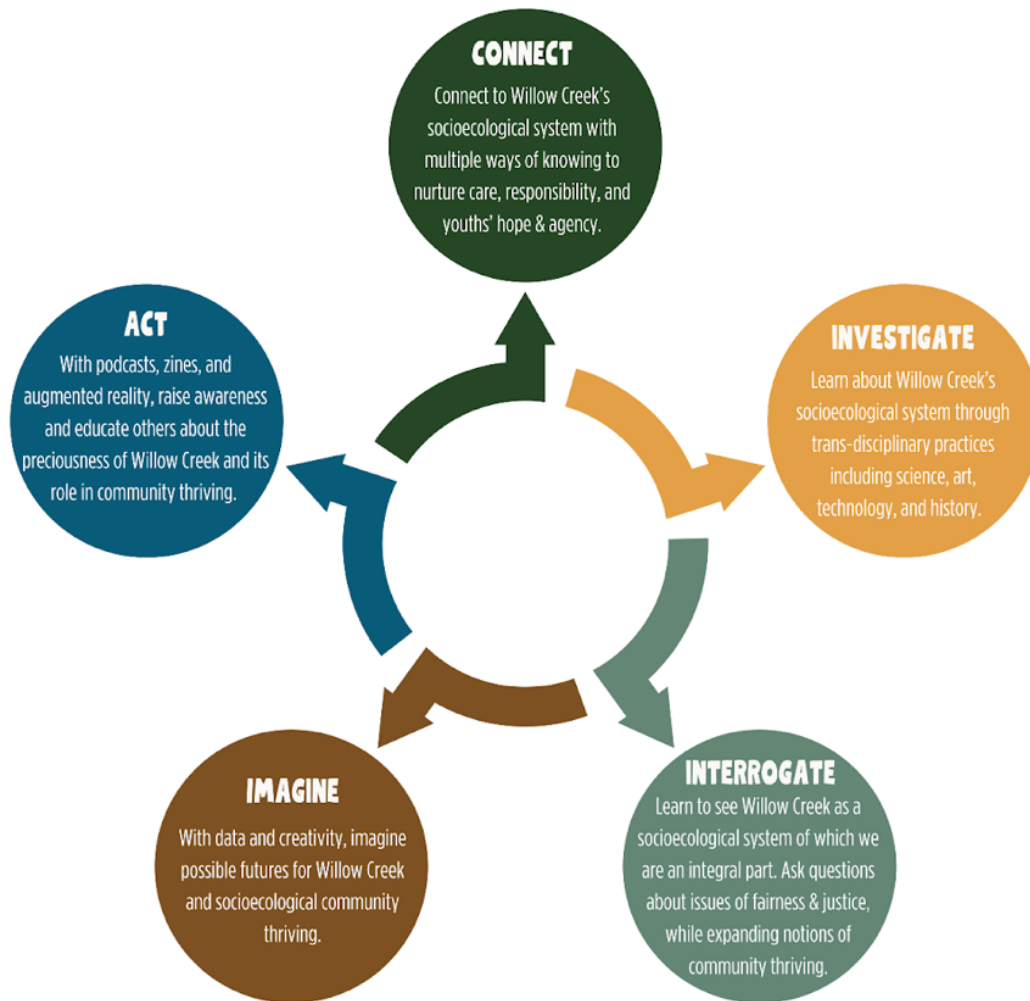 CONNECT
Connect to Willow Creek's
socioecological system with
multiple ways of knowing to
nurture care, responsibility, and
youths' hope & agency.
INVESTIGATE
Learn about Willow Creek's
socioecological system through
trans-disciplinary practices
including science, art,
technology, and history.
INTERROGATE
Learn to see Willow Creek as a
socioecological system of which we
are an integral part. Ask questions
about issues of fairness & justice,
while expanding notions of
community thriving.
IMAGINE
With data and creativity, imagine
possible futures for Willow Creek
and socioecological community
thriving.
ACT
With podcasts, zines, and
augmented reality, raise awareness
and educate others about the
preciousness of Willow Creek and its
role in community thriving.